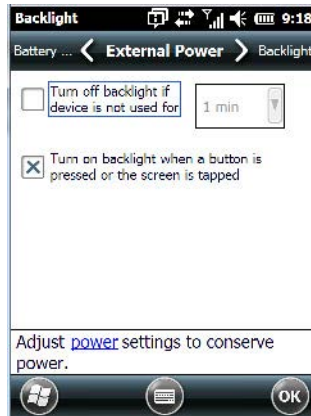 Backlight 9:18
Battery ... External Power Backlight
Turn off backlight if
device is not used for
1 min
Turn on backlight when a button is
pressed or the screen is tapped
Adjust power settings to conserve
power.
OK